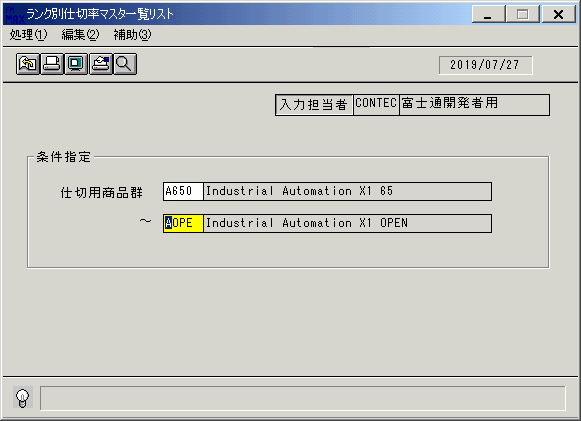 ランク別仕切率マスター覧リスト
処理(1) 編集(2) 補助(3)
2019/07/27
入力担当者 CONTEC 富士通開発者用
条件指定
仕切用商品群 A650 Industrial Automation X1 65
～ AOPE Industrial Automation X1 OPEN